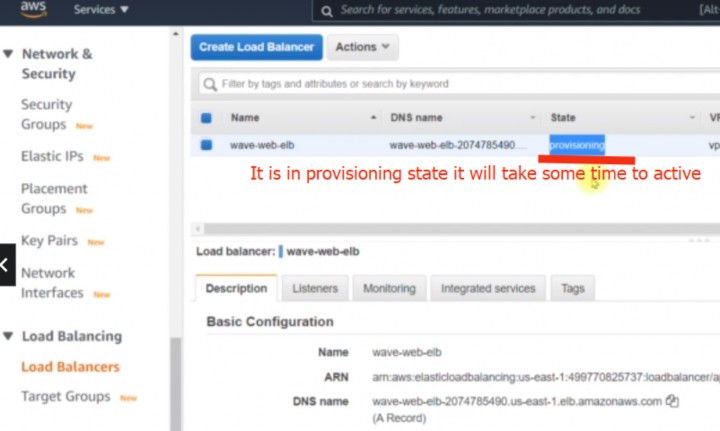 aws
Services
Search for services, features, marketplace products, and docs
[Alt
Network &
Security
Security
Groups New
Elastic IPs New
Placement
Groups New
Key Pairs New
Network
Interfaces New
Load Balancing
Load Balancers
Target Groups New
Create Load Balancer
Actions
Filter by tags and attributes or search by keyword
Name DNS name State VP
wave-web-elb wave-web-elb-2074785490.... provisioning vp
It is in provisioning state it will take some time to active
Load balancer: wave-web-elb
Description Listeners Monitoring Integrated services Tags
Basic Configuration
Name wave-web-elb
ARN arn:aws:elasticloadbalancing:us-east-1:499770825737:loadbalancer/ap
DNS name wave-web-elb-2074785490.us-east-1.elb.amazonaws.com
(A Record)